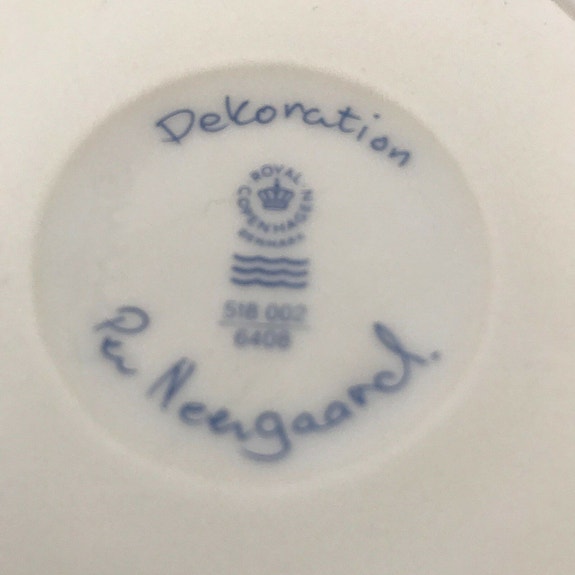 Dekoration
ROYAL COPENHAGEN
DENMARK
518 002
6408
Per Neergaard.